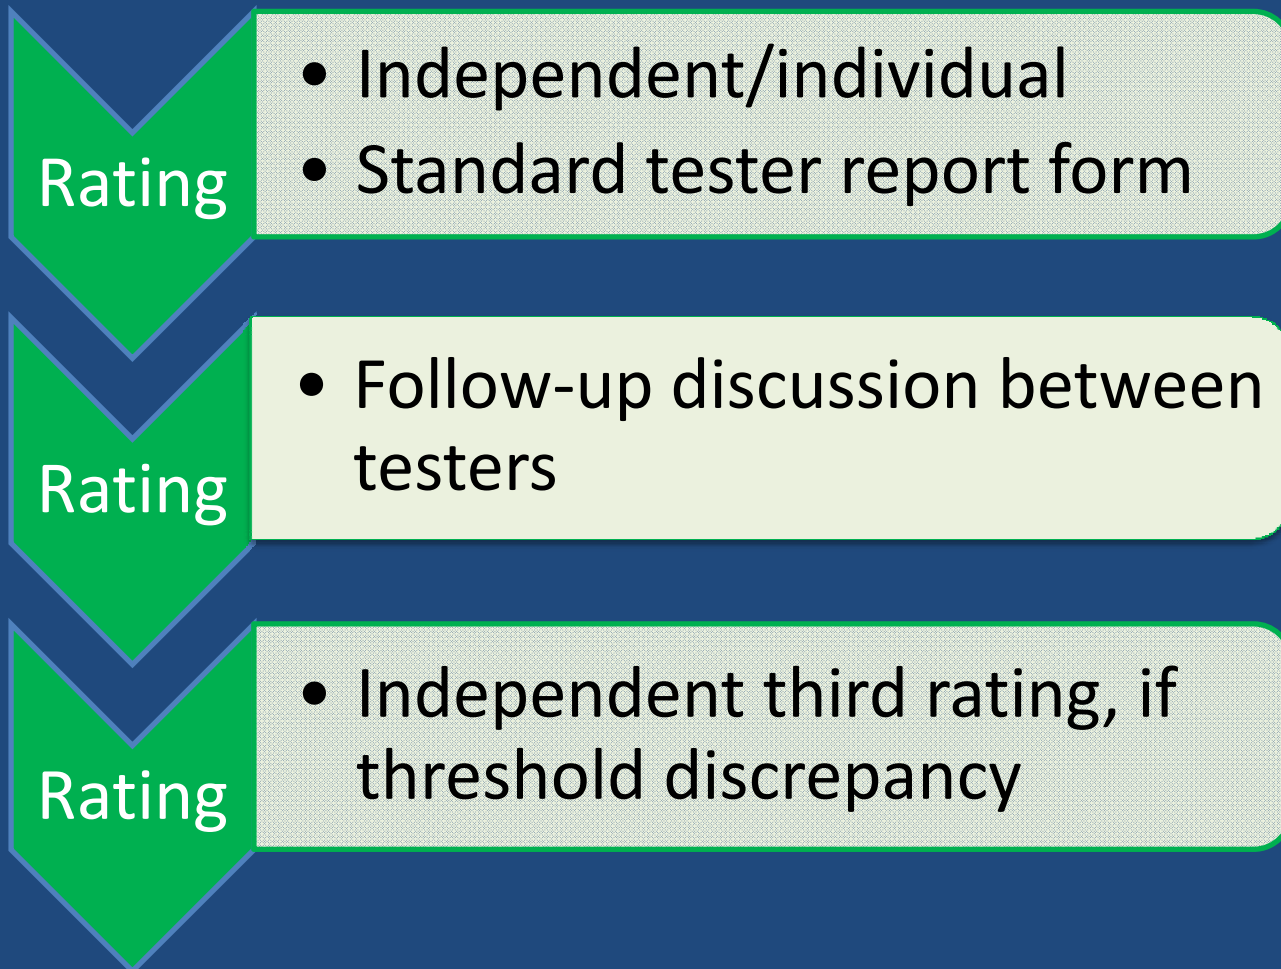 Rating
• Independent/individual
• Standard tester report form
Rating
• Follow-up discussion between
testers
Rating
• Independent third rating, if
threshold discrepancy